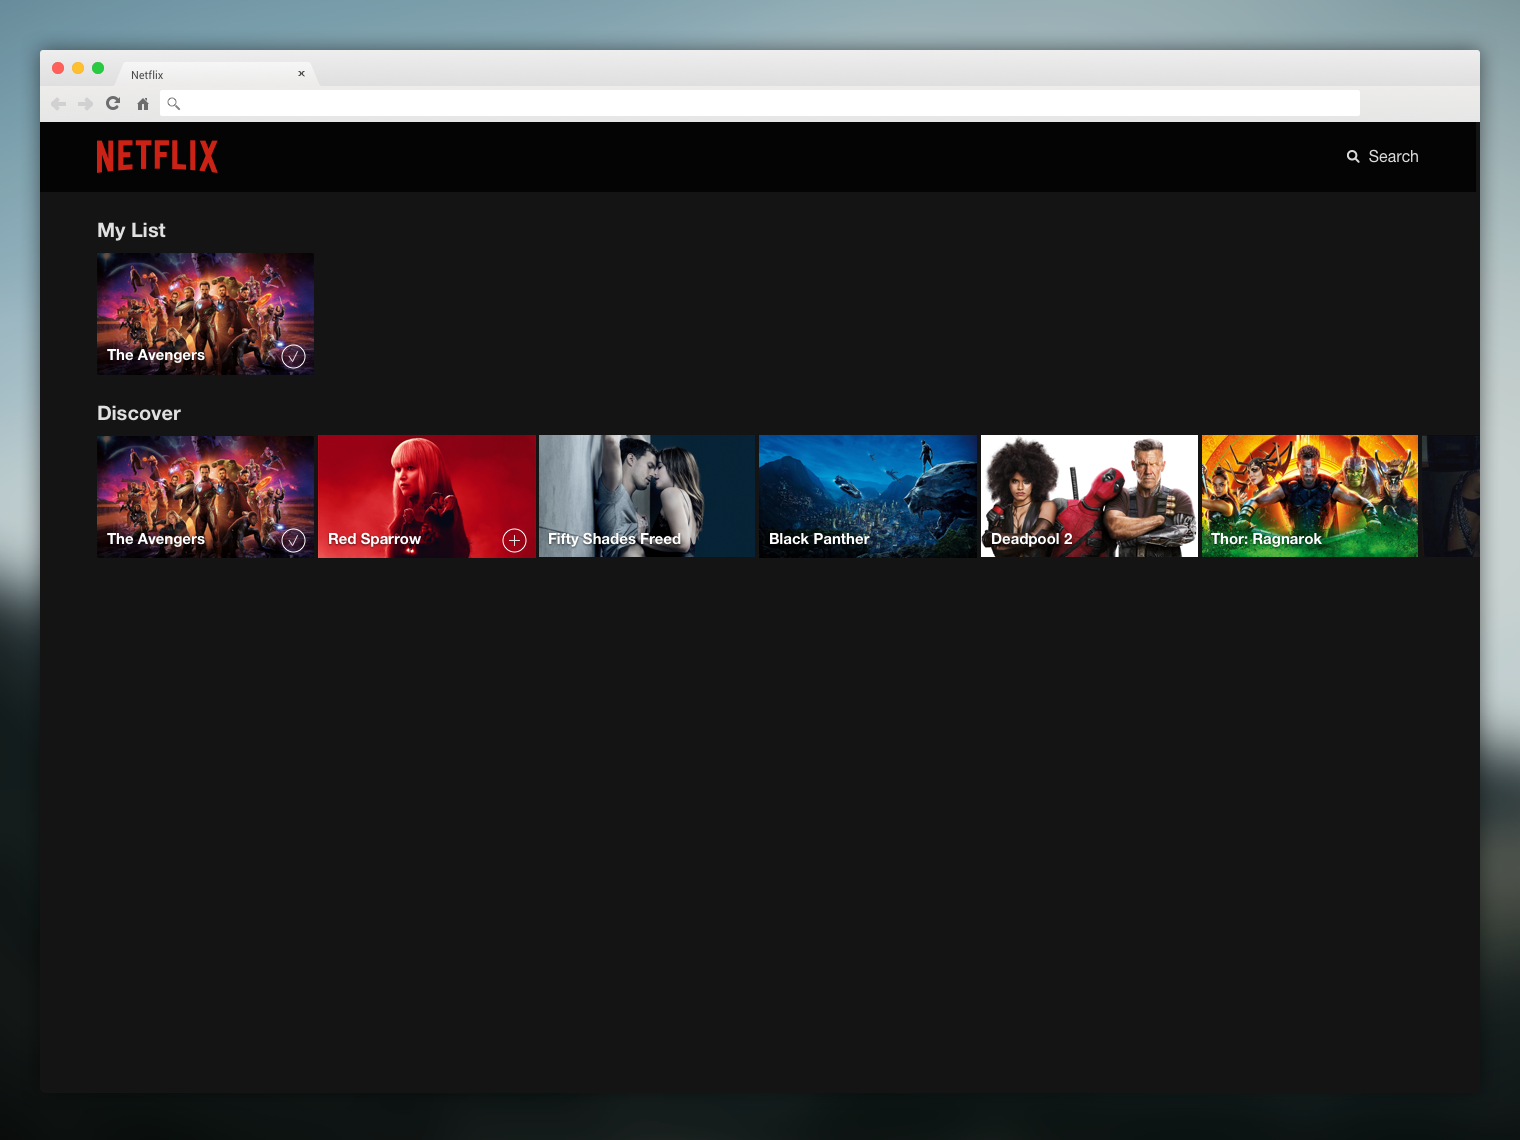 Netflix
NETFLIX
Search
My List
The Avengers
Discover
The Avengers
Red Sparrow
Fifty Shades Freed
Black Panther
Deadpool 2
Thor: Ragnarok